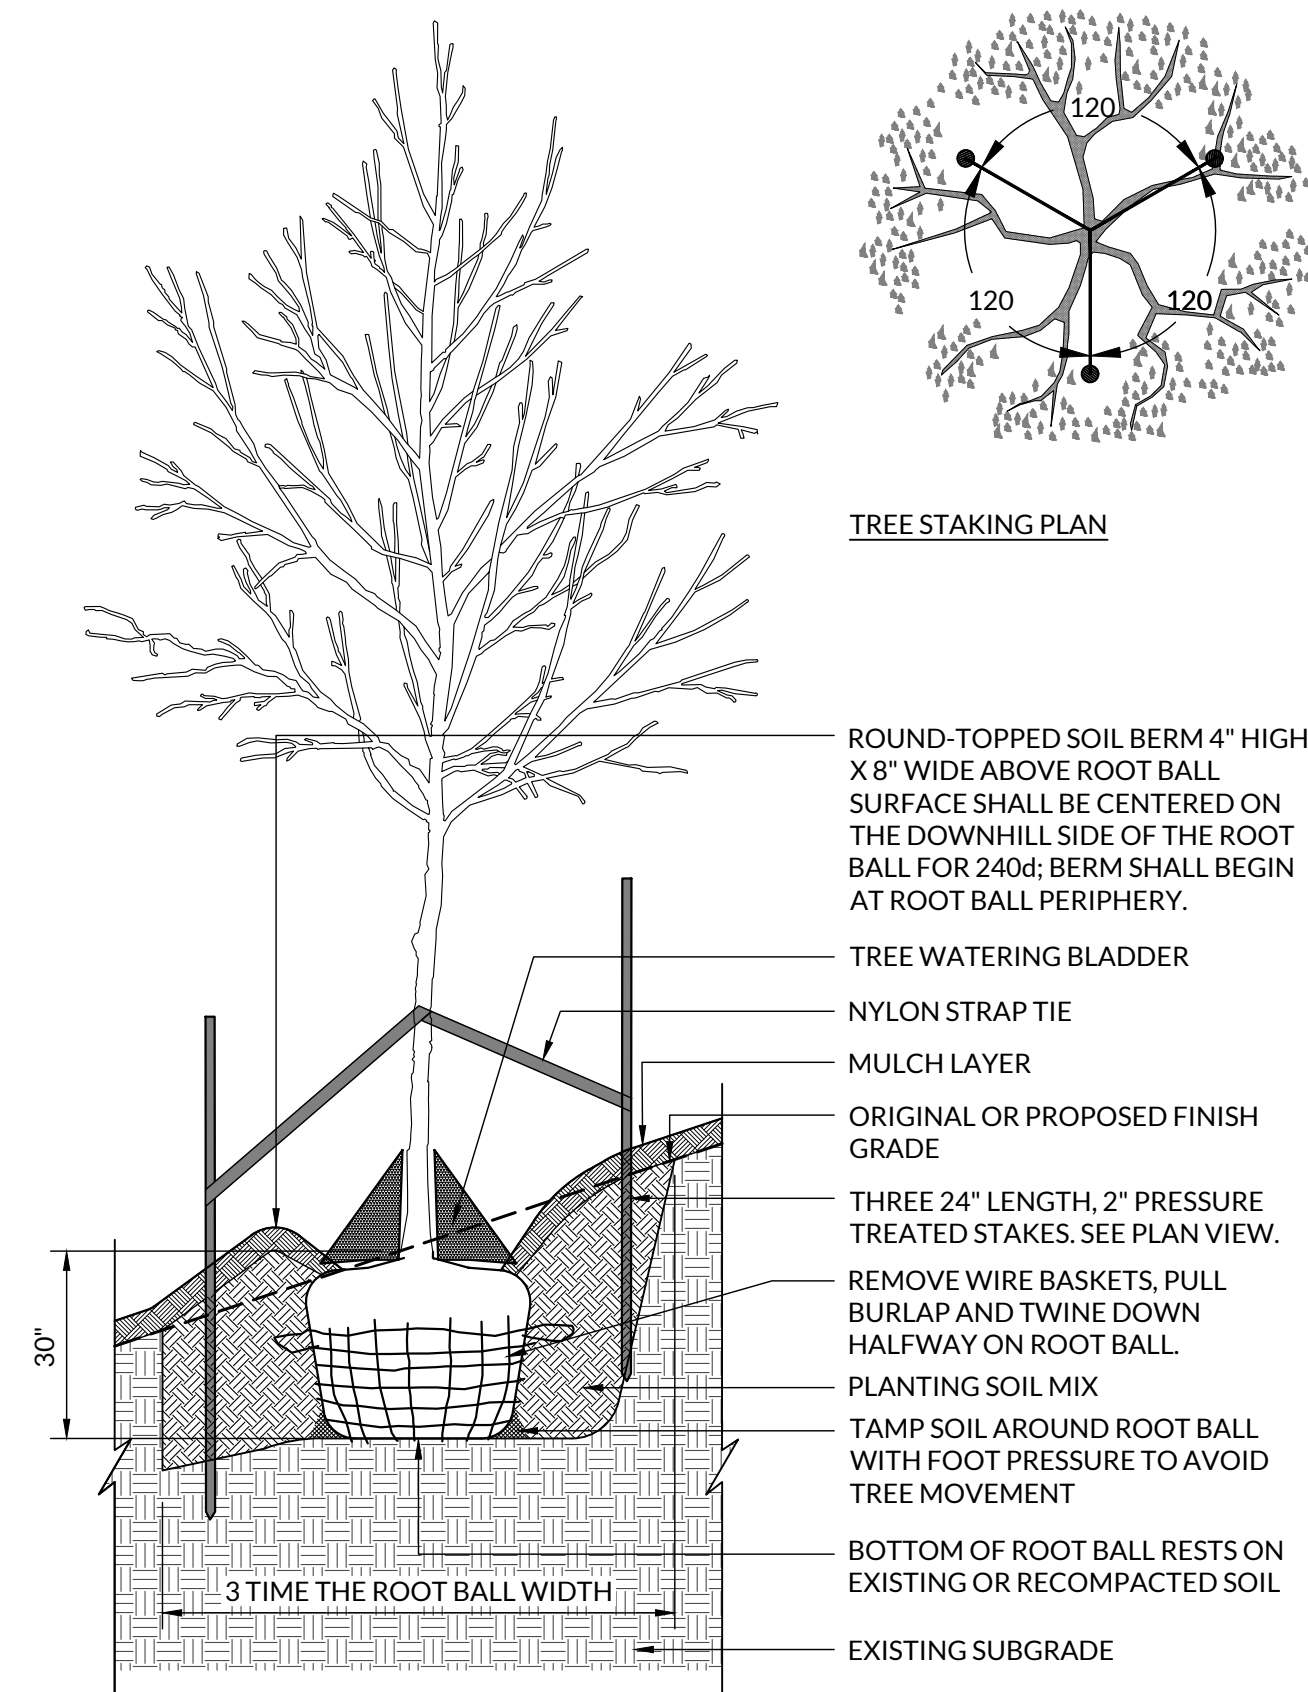 120
120
120
TREE STAKING PLAN
ROUND-TOPPED SOIL BERM 4" HIGH
X 8" WIDE ABOVE ROOT BALL
SURFACE SHALL BE CENTERED ON
THE DOWNHILL SIDE OF THE ROOT
BALL FOR 240d; BERM SHALL BEGIN
AT ROOT BALL PERIPHERY.
TREE WATERING BLADDER
NYLON STRAP TIE
MULCH LAYER
ORIGINAL OR PROPOSED FINISH
GRADE
THREE 24" LENGTH, 2" PRESSURE
TREATED STAKES. SEE PLAN VIEW.
REMOVE WIRE BASKETS, PULL
BURLAP AND TWINE DOWN
HALFWAY ON ROOT BALL.
PLANTING SOIL MIX
TAMP SOIL AROUND ROOT BALL
WITH FOOT PRESSURE TO AVOID
TREE MOVEMENT
BOTTOM OF ROOT BALL RESTS ON
EXISTING OR RECOMPACTED SOIL
EXISTING SUBGRADE
30"
3 TIME THE ROOT BALL WIDTH